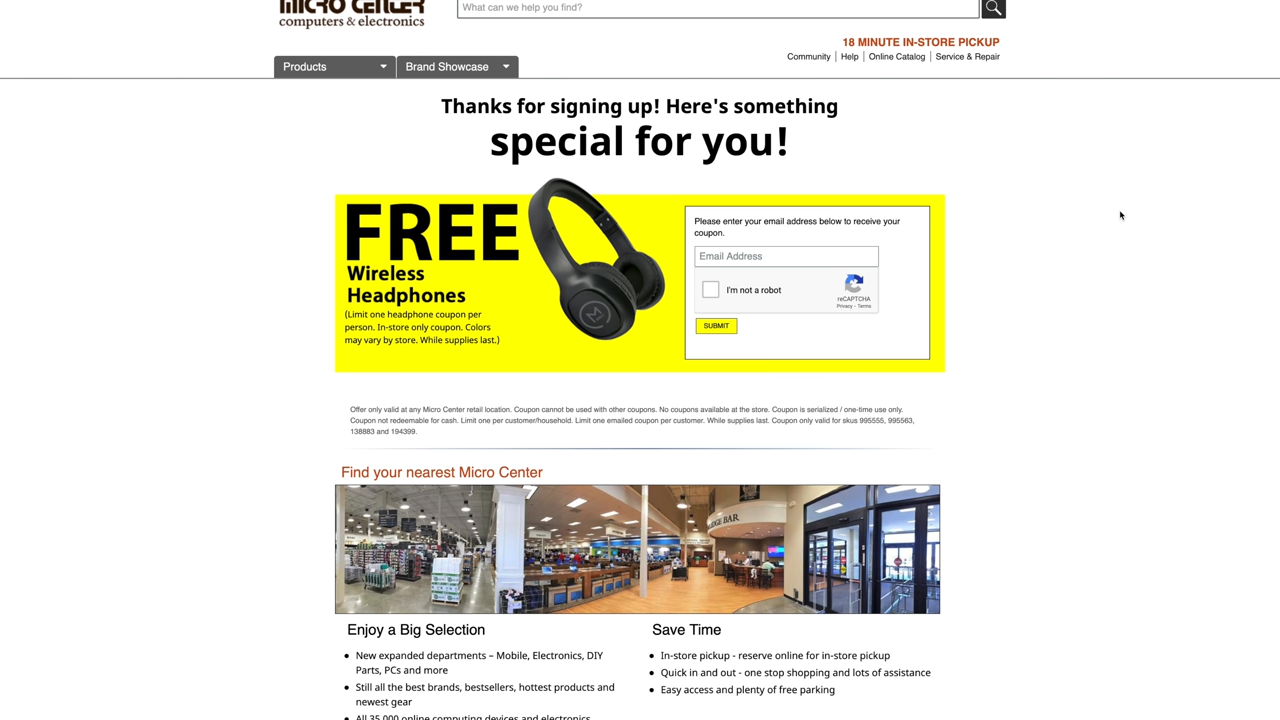 MICRO CENTER
computers & electronics
What can we help you find?
18 MINUTE IN-STORE PICKUP
Community | Help | Online Catalog | Service & Repair
Products
Brand Showcase
Thanks for signing up! Here's something
special for you!
FREE
Wireless
Headphones
(Limit one headphone coupon per
person. In-store only coupon. Colors
may vary by store. While supplies last.)
Please enter your email address below to receive your
coupon.
Email Address
I'm not a robot
reCAPTCHA
Privacy - Terms
SUBMIT
Offer only valid at any Micro Center retail location. Coupon cannot be used with other coupons. No coupons available at the store. Coupon is serialized / one-time use only.
Coupon not redeemable for cash. Limit one per customer/household. Limit one emailed coupon per customer. While supplies last. Coupon only valid for skus 995555, 995563,
138883 and 194399.
Find your nearest Micro Center
Enjoy a Big Selection
New expanded departments – Mobile, Electronics, DIY
Parts, PCs and more
Still all the best brands, bestsellers, hottest products and
newest gear
All 35,000 online computing devices and electronics
Save Time
In-store pickup - reserve online for in-store pickup
Quick in and out - one stop shopping and lots of assistance
Easy access and plenty of free parking